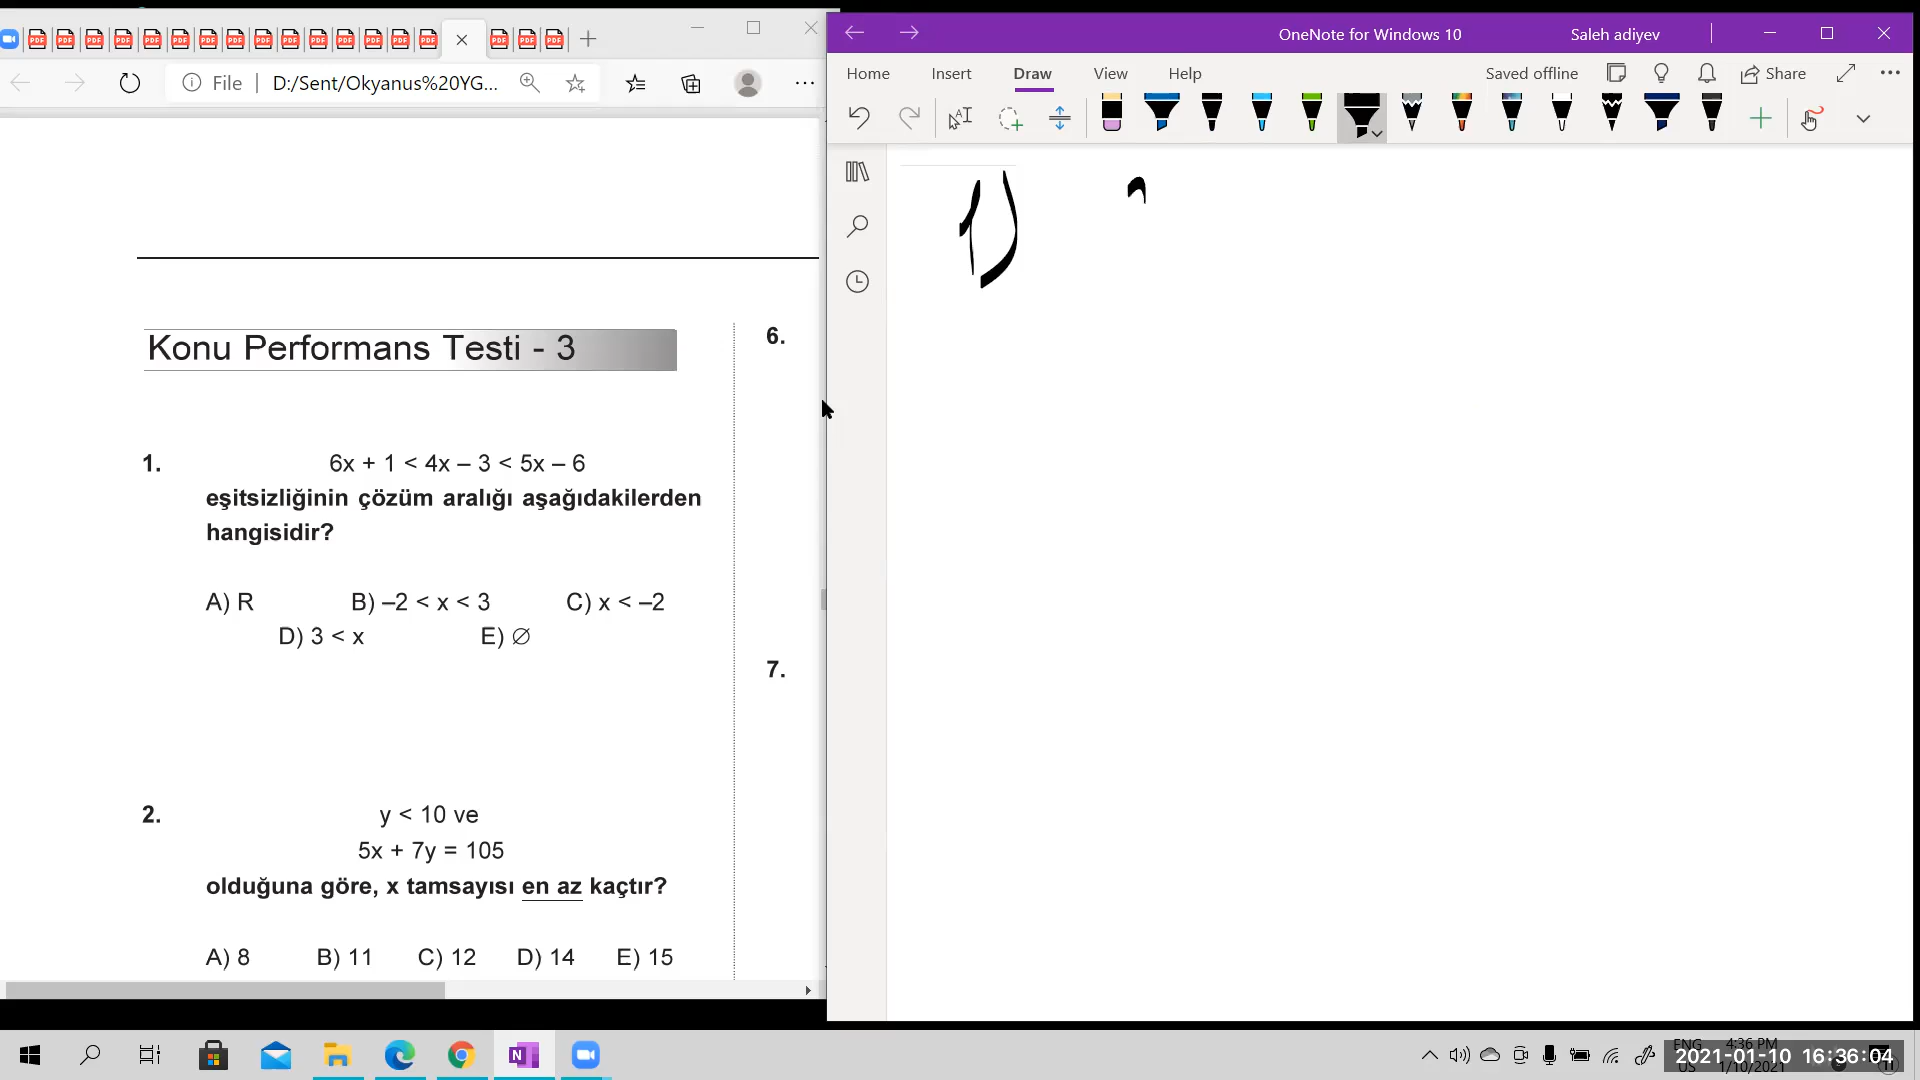 OneNote for Windows 10
Saleh adiyev
File
D:/Sent/Okyanus%20YG...
Home
Insert
Draw
View
Help
Saved offline
Share
1)
Konu Performans Testi - 3
6.
1.
6x + 1 < 4x – 3 < 5x – 6
eşitsizliğinin çözüm aralığı aşağıdakilerden
hangisidir?
A) R B) –2 < x < 3 C) x < –2
D) 3 < x E) ∅
7.
2.
y < 10 ve
5x + 7y = 105
olduğuna göre, x tamsayısı en az kaçtır?
A) 8 B) 11 C) 12 D) 14 E) 15
ENG
US
4:36 PM
1/10/2021
2021-01-10 16:36:04